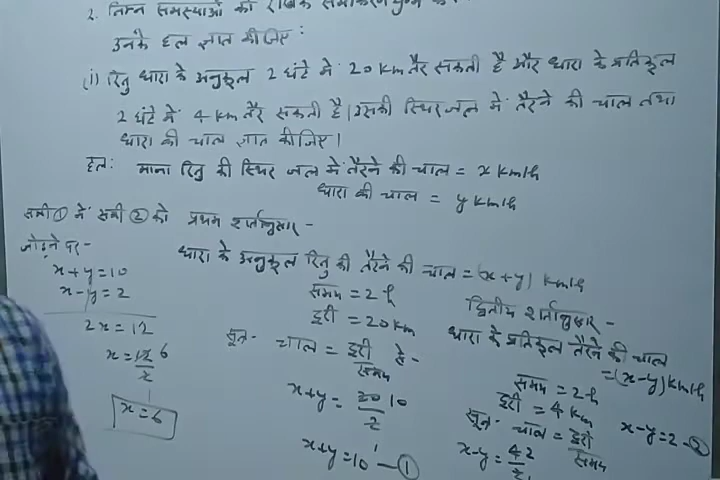 2. निम्न समस्याओं को रैखिक समीकरण युग्म के
उनके हल ज्ञात कीजिए:
(i) रितु धारा के अनुकूल 2 घंटे में 20 km तैर सकती है और धारा के प्रतिकूल
2 घंटे में 4 km तैर सकती है। उसकी स्थिर जल में तैरने की चाल तथा
धारा की चाल ज्ञात कीजिए।
हल: माना रितु की स्थिर जल में तैरने की चाल = x km/h
धारा की चाल = y km/h
प्रथम शर्तानुसार -
धारा के अनुकूल रितु की तैरने की चाल = (x+y) km/h
समय = 2 h
दूरी = 20 km
सूत्र- चाल = दूरी / समय से -
x+y = 20 10 / 2
x+y = 10 — ①
द्वितीय शर्तानुसार -
धारा के प्रतिकूल तैरने की चाल
= (x-y) km/h
समय = 2 h
दूरी = 4 km
सूत्र- चाल = दूरी / समय
x-y = 4 2 / 2
x-y = 2 — ②
समी ① में समी ② को
जोड़ने पर -
x+y = 10
x-y = 2
2x = 12
x = 12 6 / 2
x = 6